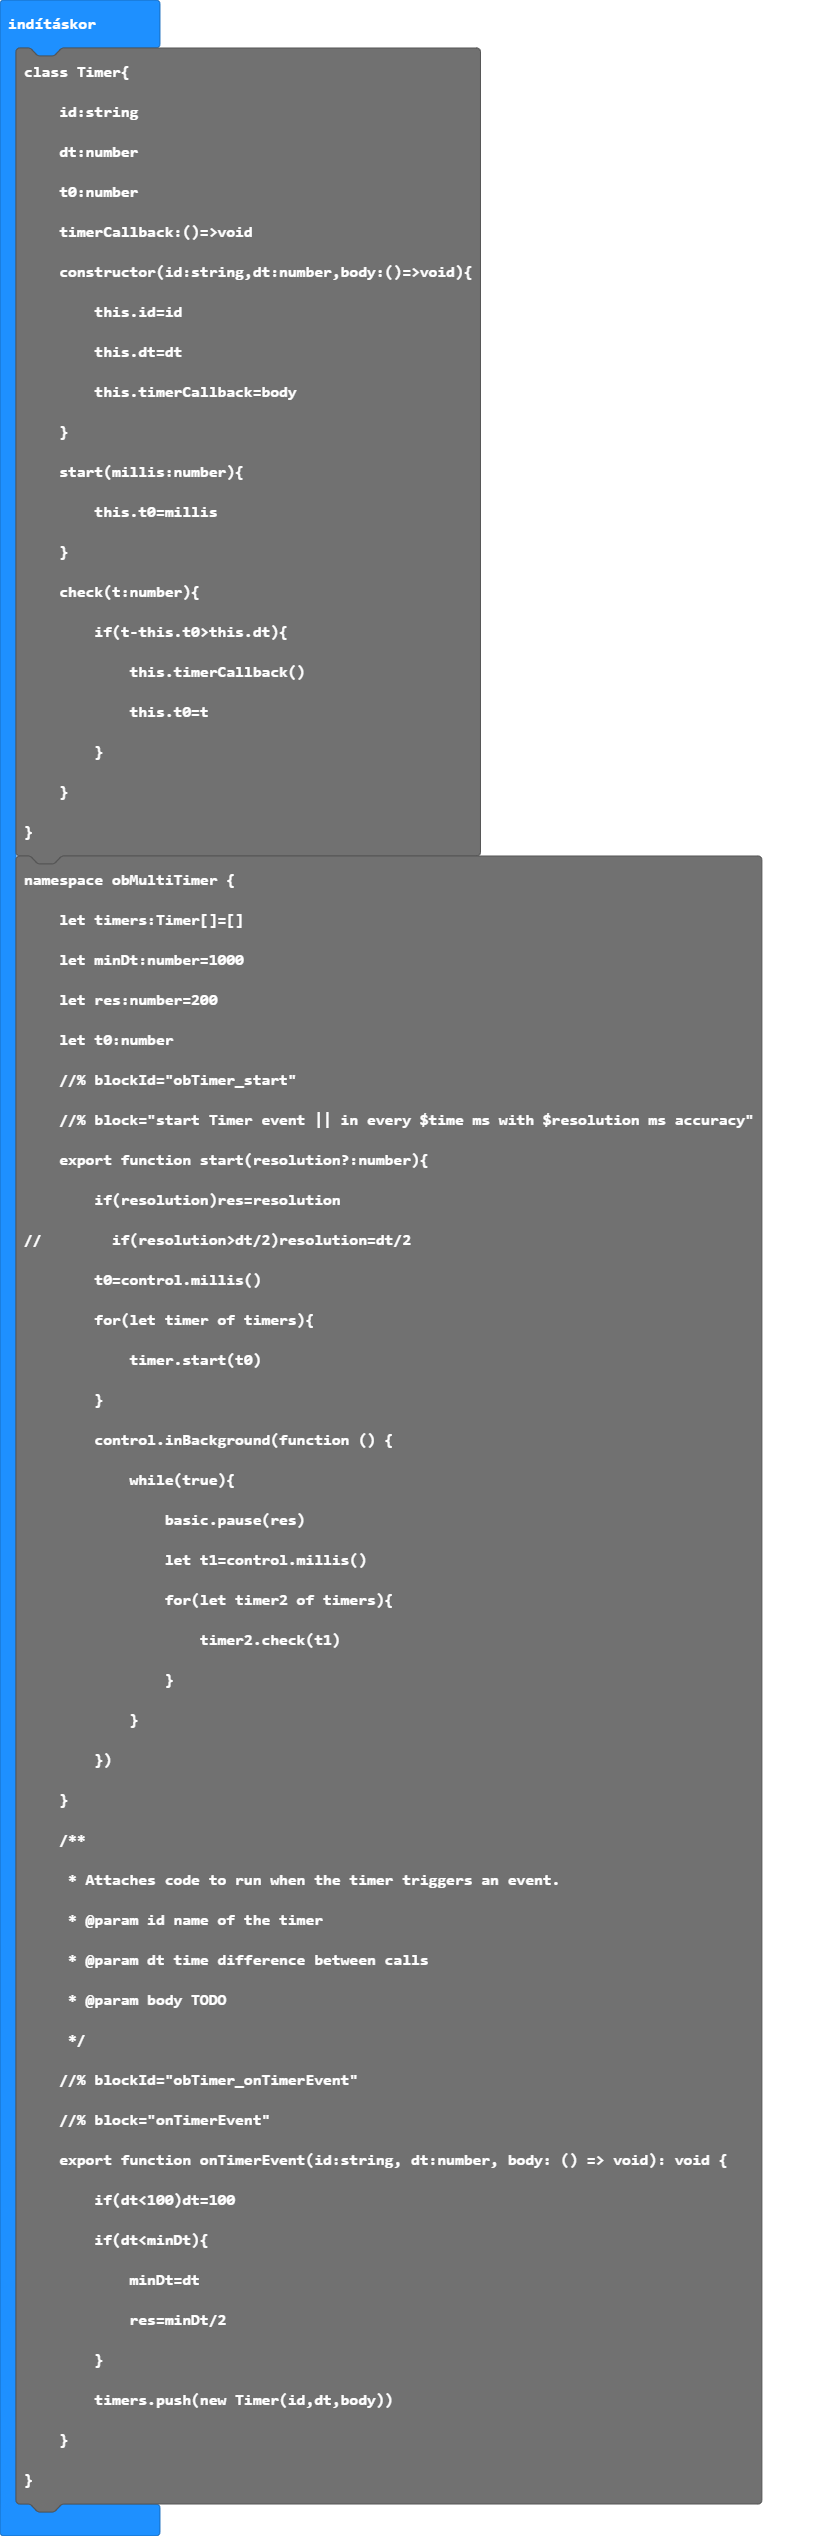 indításkor
class Timer{
    id:string
    dt:number
    t0:number
    timerCallback:()=>void
    constructor(id:string,dt:number,body:()=>void){
        this.id=id
        this.dt=dt
        this.timerCallback=body
    }
    start(millis:number){
        this.t0=millis
    }
    check(t:number){
        if(t-this.t0>this.dt){
            this.timerCallback()
            this.t0=t
        }
    }
}
namespace obMultiTimer {
    let timers:Timer[]=[]
    let minDt:number=1000
    let res:number=200
    let t0:number
    //% blockId="obTimer_start"
    //% block="start Timer event || in every $time ms with $resolution ms accuracy"
    export function start(resolution?:number){
        if(resolution)res=resolution
//        if(resolution>dt/2)resolution=dt/2
        t0=control.millis()
        for(let timer of timers){
            timer.start(t0)
        }
        control.inBackground(function () {
            while(true){
                basic.pause(res)
                let t1=control.millis()
                for(let timer2 of timers){
                    timer2.check(t1)
                }
            }
        })
    }
    /**
     * Attaches code to run when the timer triggers an event.
     * @param id name of the timer
     * @param dt time difference between calls
     * @param body TODO
     */
    //% blockId="obTimer_onTimerEvent"
    //% block="onTimerEvent"
    export function onTimerEvent(id:string, dt:number, body: () => void): void {
        if(dt<100)dt=100
        if(dt<minDt){
            minDt=dt
            res=minDt/2
        }
        timers.push(new Timer(id,dt,body))
    }
}